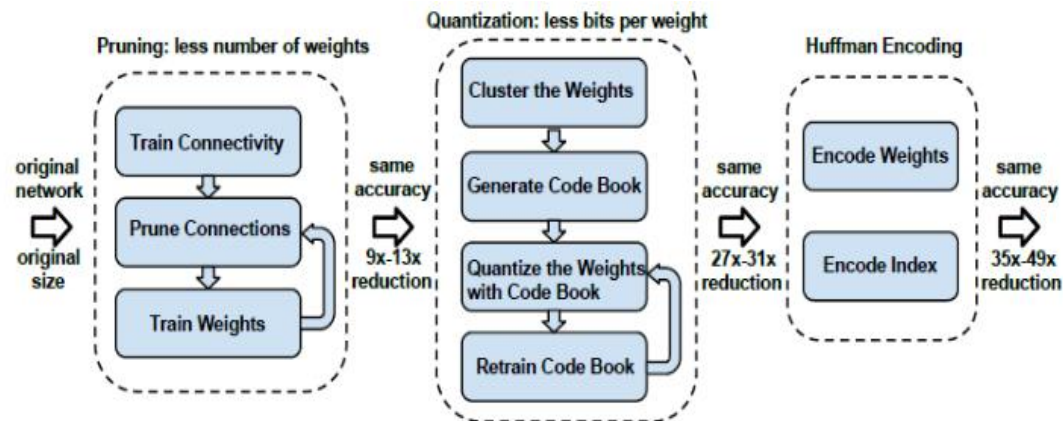 Pruning: less number of weights
Train Connectivity
Prune Connections
Train Weights
original
network
original
size
same
accuracy
9x-13x
reduction
Quantization: less bits per weight
Cluster the Weights
Generate Code Book
Quantize the Weights
with Code Book
Retrain Code Book
same
accuracy
27x-31x
reduction
Huffman Encoding
Encode Weights
Encode Index
same
accuracy
35x-49x
reduction